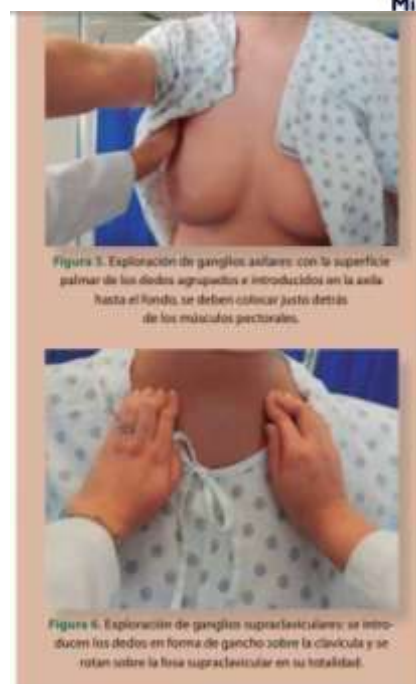 Mi
Figura 5. Exploración de ganglios axilares: con la superficie
palmar de los dedos agrupados e introducidos en la axila
hasta el fondo, se deben colocar justo detrás
de los músculos pectorales.
Figura 6. Exploración de ganglios supraclaviculares: se intro-
ducen los dedos en forma de gancho sobre la clavícula y se
rotan sobre la fosa supraclavicular en su totalidad.